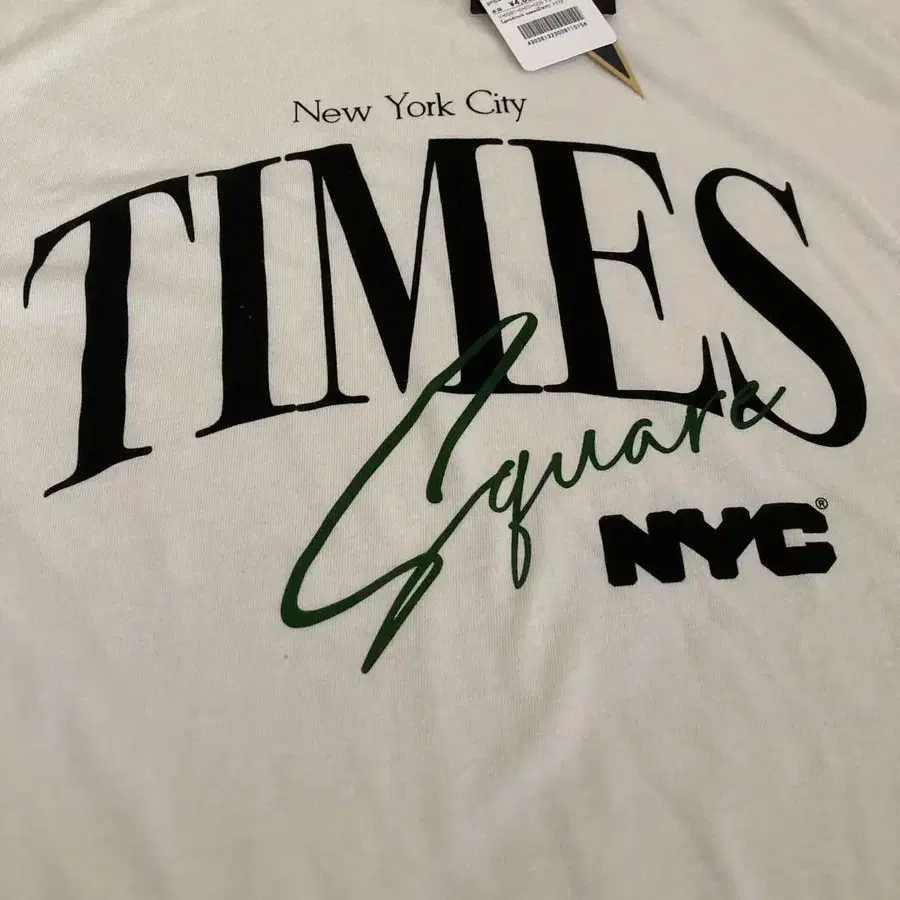 New York City
TIMES
Square
NYC®